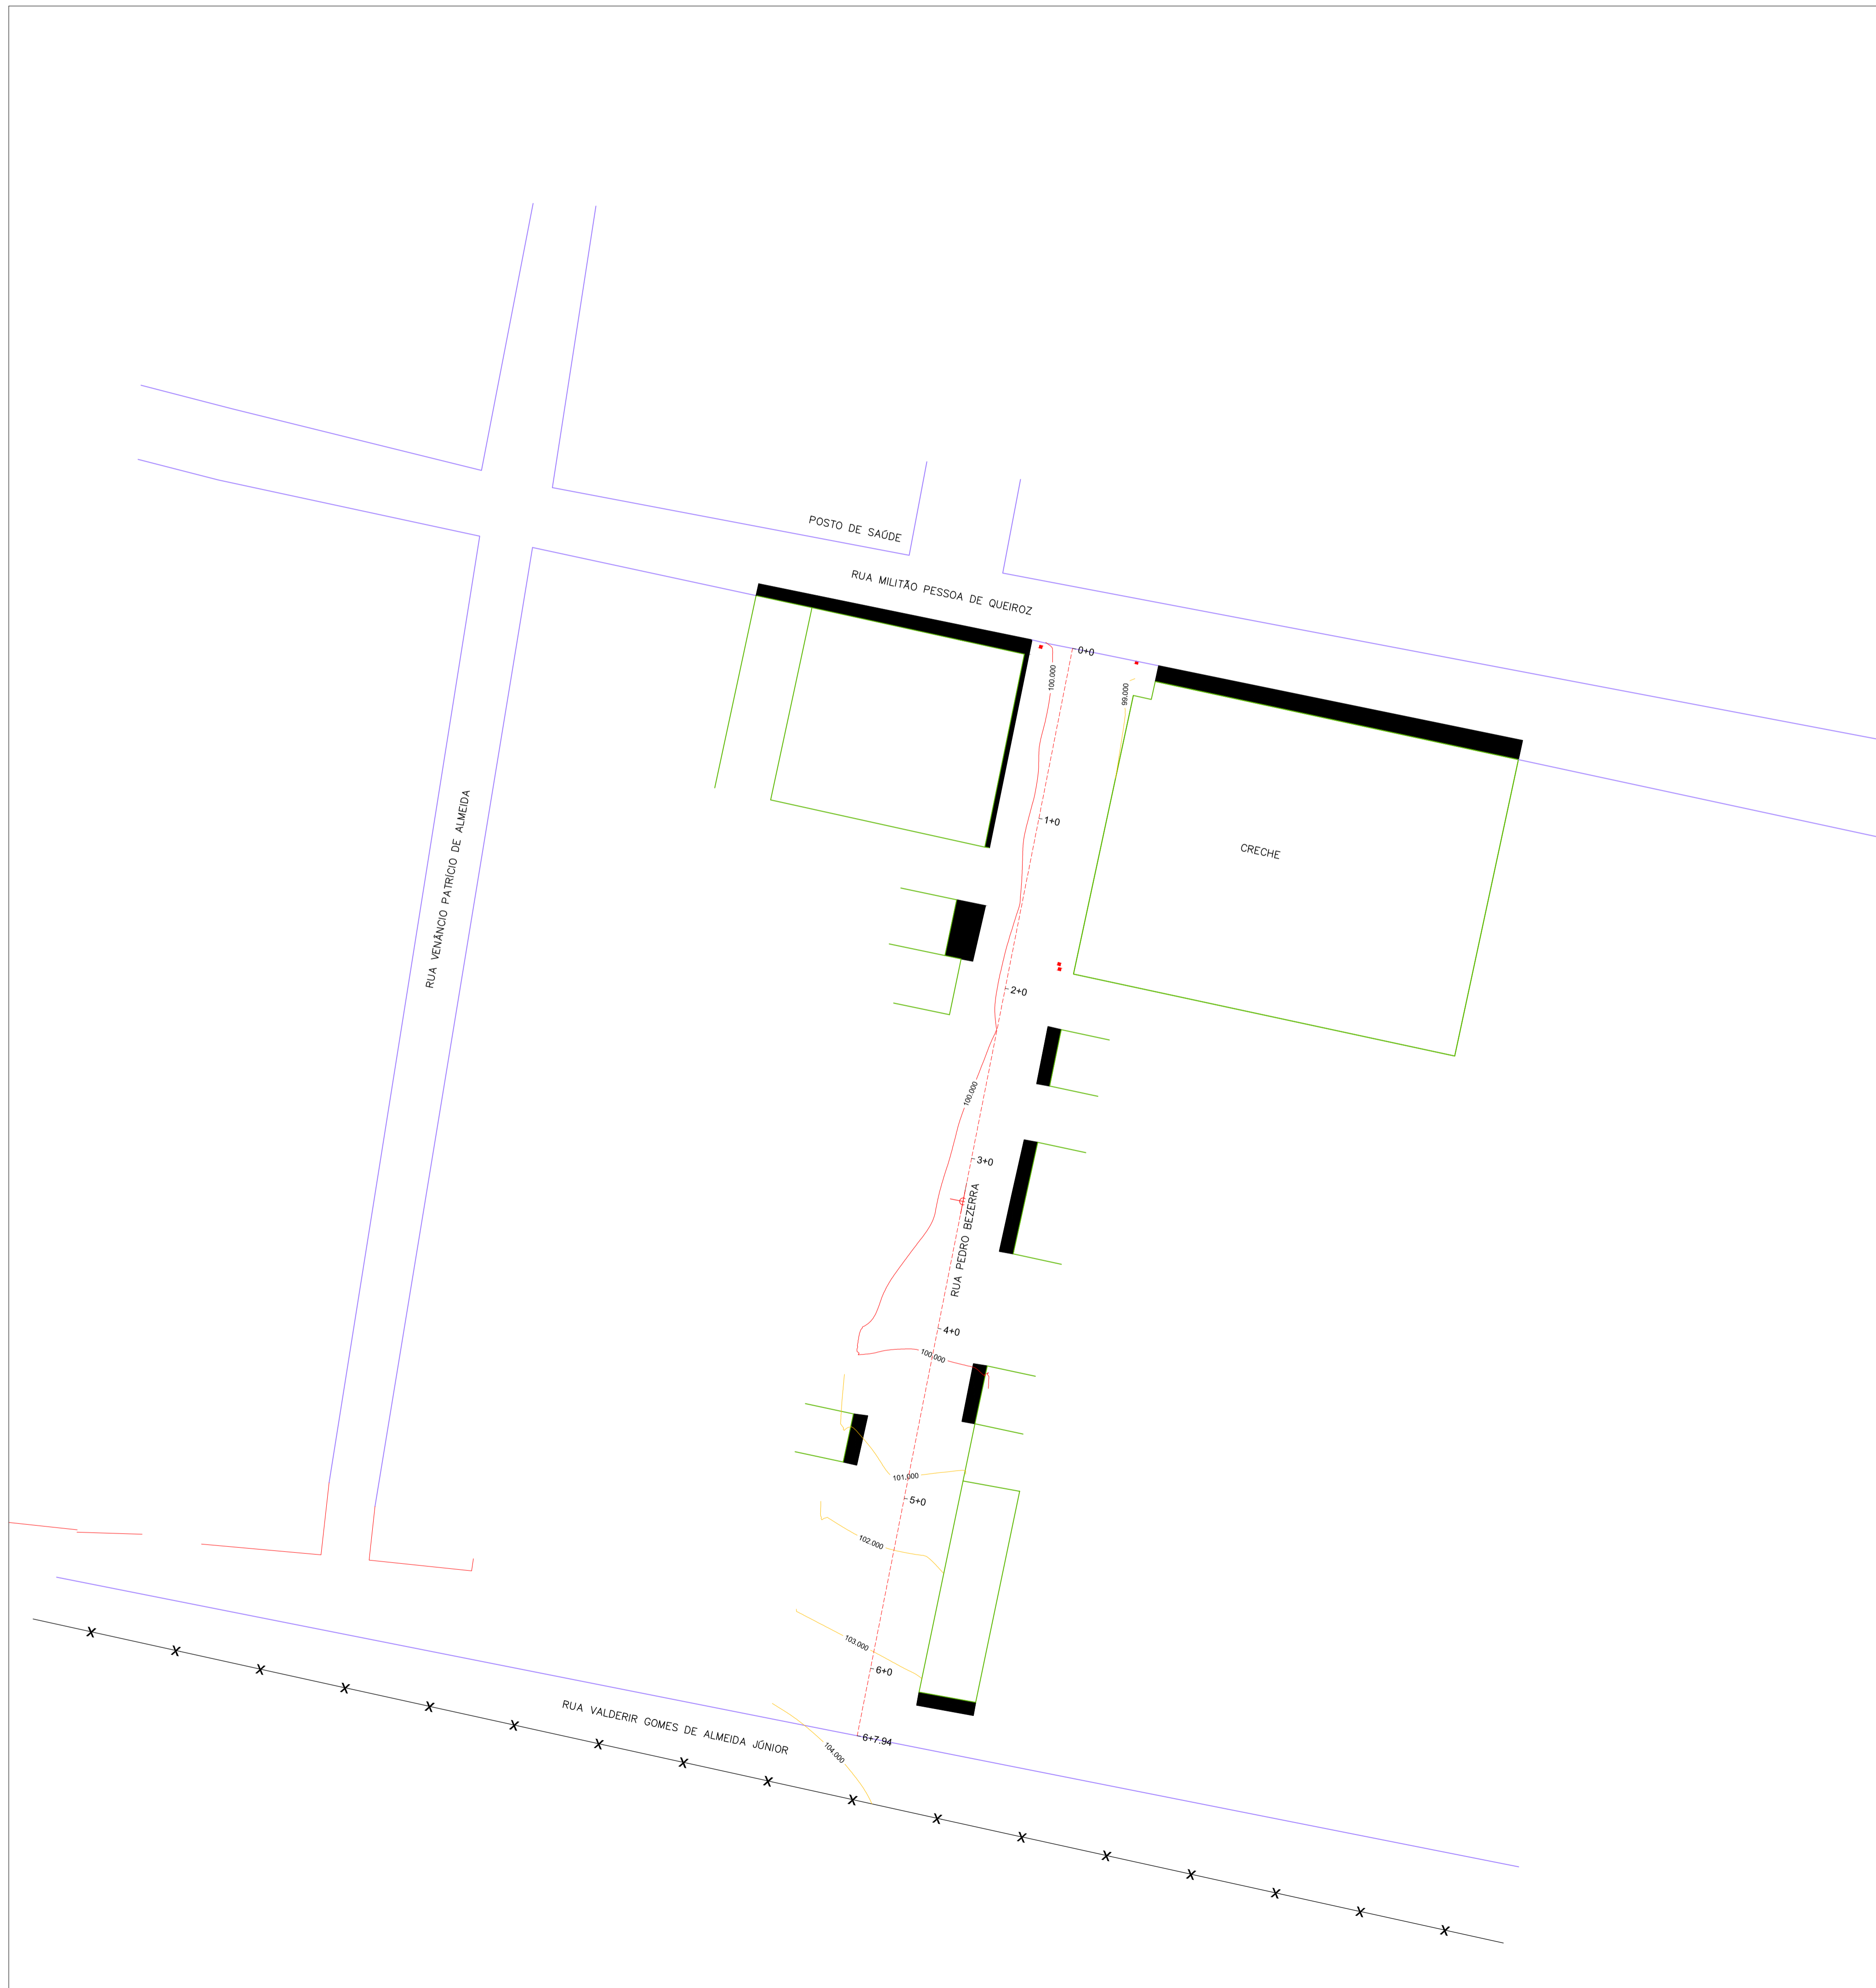 POSTO DE SAÚDE
RUA MILITÃO PESSOA DE QUEIROZ
0+0
100.000
99.000
RUA VENÂNCIO PATRÍCIO DE ALMEIDA
1+0
CRECHE
2+0
100.000
3+0
RUA PEDRO BEZERRA
4+0
100.000
101.000
5+0
102.000
103.000
6+0
RUA VALDERIR GOMES DE ALMEIDA JÚNIOR
6+7.94
104.000